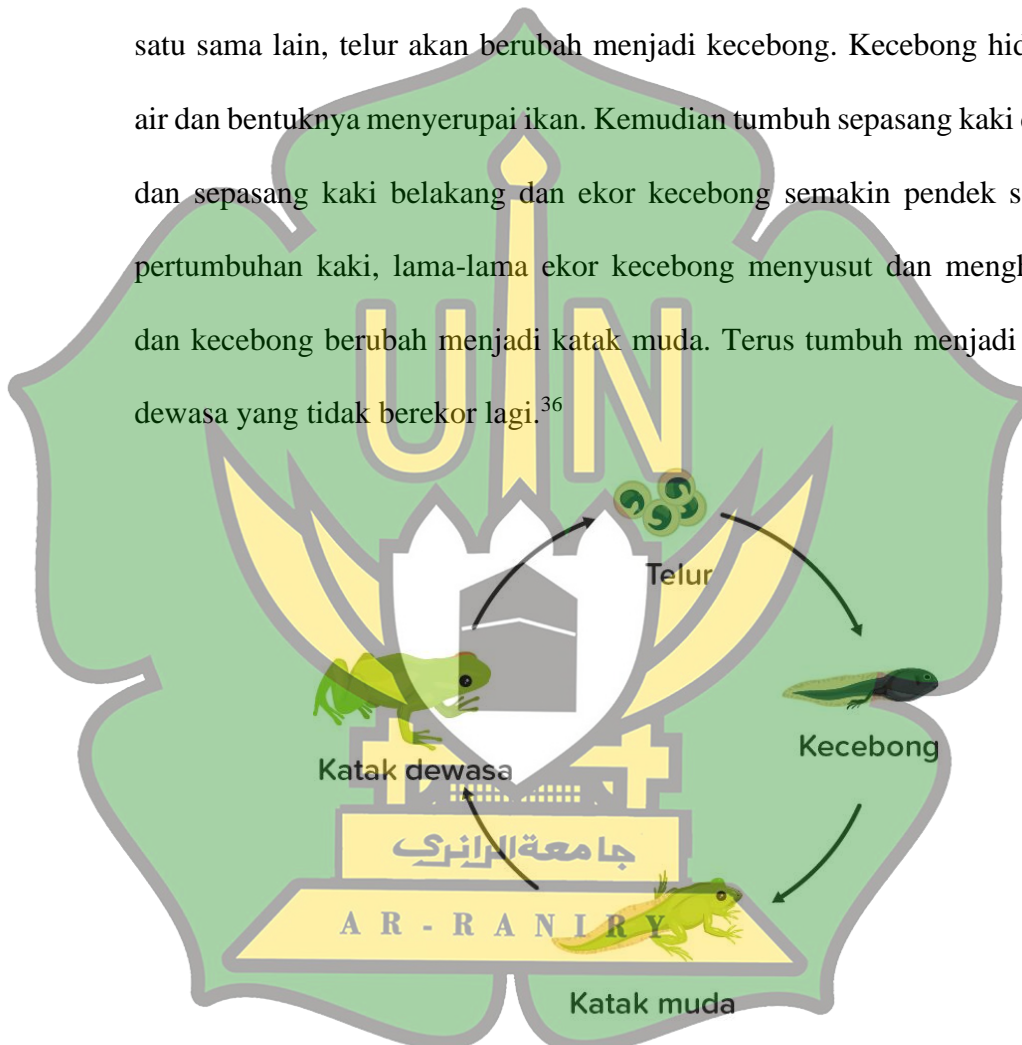 satu sama lain, telur akan berubah menjadi kecebong. Kecebong
air dan bentuknya menyerupai ikan. Kemudian tumbuh sepasang kaki
dan sepasang kaki belakang dan ekor kecebong semakin pendek
pertumbuhan kaki, lama-lama ekor kecebong menyusut dan
dan kecebong berubah menjadi katak muda. Terus tumbuh menjadi
dewasa yang tidak berekor lagi.36
UIN
Telur
Kecebong
Katak dewasa
جامعة الرانري
AR-RANIRY
Katak muda